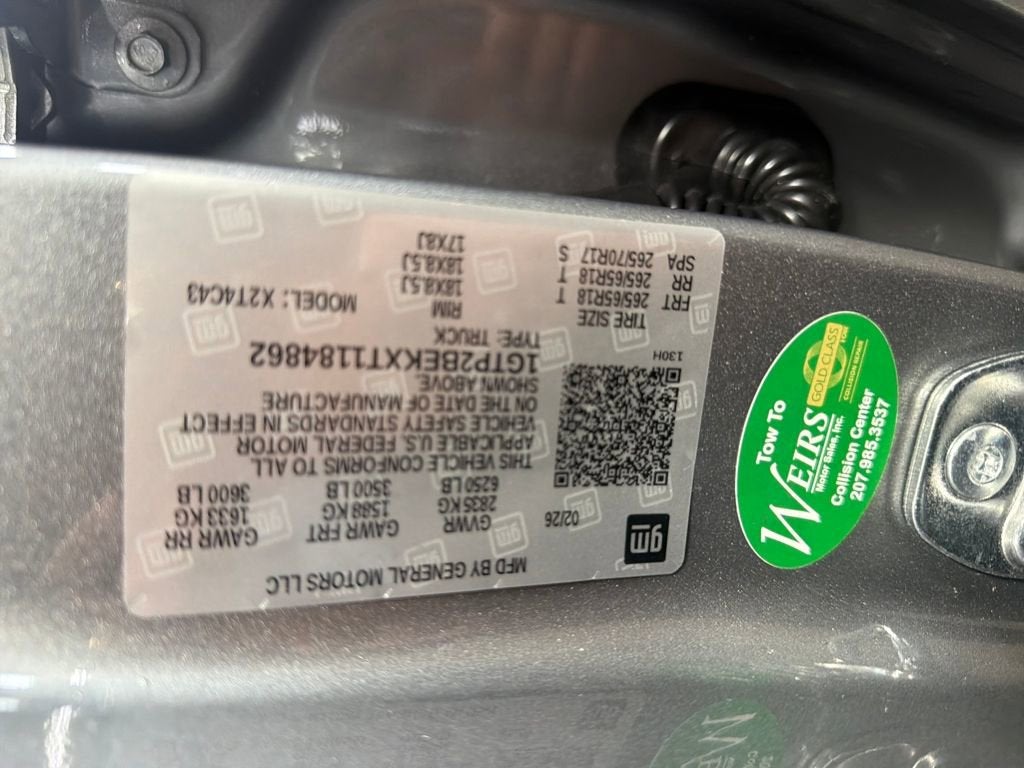 MFD BY GENERAL MOTORS LLC
gm
02/26
GVWR GAWR FRT GAWR RR
2835 KG 1588 KG 1633 KG
6250 LB 3500 LB 3600 LB
THIS VEHICLE CONFORMS TO ALL
APPLICABLE U.S. FEDERAL MOTOR
VEHICLE SAFETY STANDARDS IN EFFECT
ON THE DATE OF MANUFACTURE
SHOWN ABOVE.
1GTP2BEKXT1184862
130H
TYPE: TRUCK
MODEL: X2T4C43
TIRE SIZE RIM
FRT 265/65R18 T 18X8.5J
RR 265/65R18 T 18X8.5J
SPA 265/70R17 S 17X8J
Tow To
WEIRS
Motor Sales, Inc.
Collision Center
207.985.3537
GOLD CLASS
COLLISION REPAIR